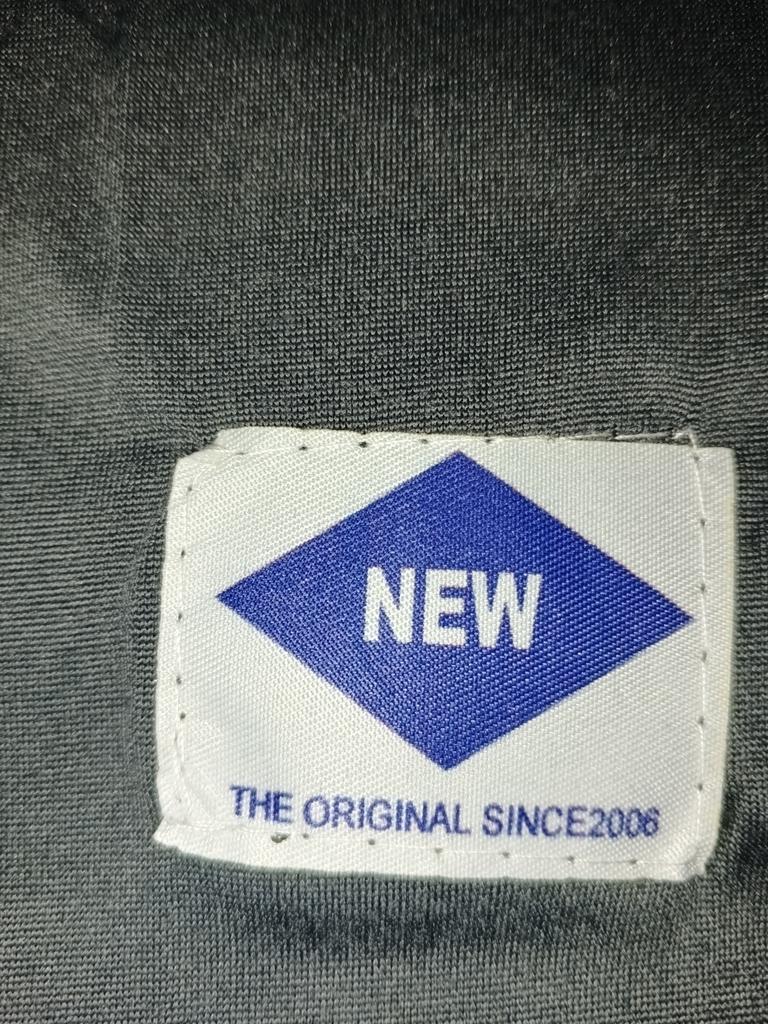 NEW
THE ORIGINAL SINCE2006